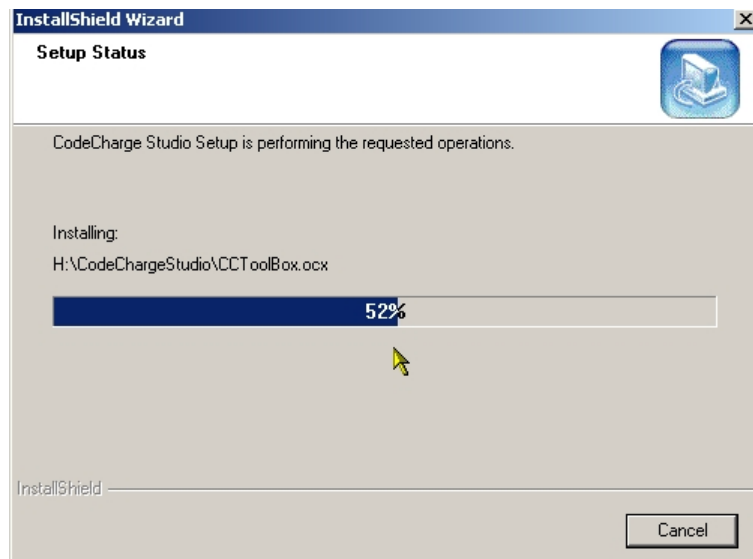 InstallShield Wizard
Setup Status
CodeCharge Studio Setup is performing the requested operations.
Installing:
H:\CodeChargeStudio\CCToolBox.ocx
52%
InstallShield
Cancel